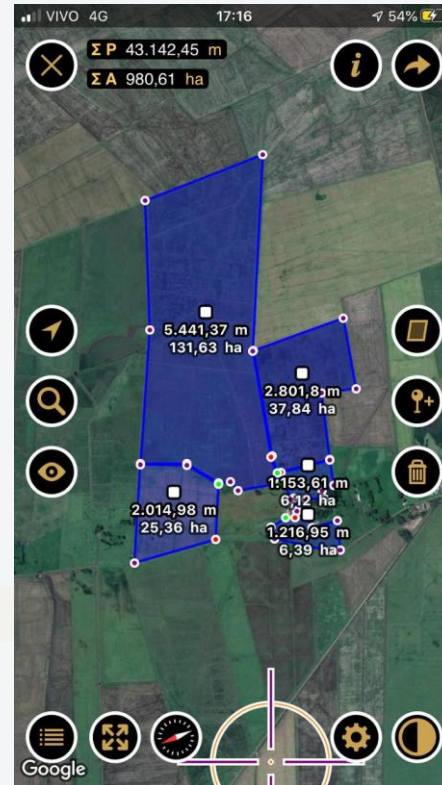 VIVO 4G 17:16 54%
Σ P 43.142,45 m
Σ A 980,61 ha
5.441,37 m
131,63 ha
2.801,8 m
37,84 ha
1.153,61 m
6,12 ha
2.014,98 m
25,36 ha
1.216,95 m
6,39 ha
Google